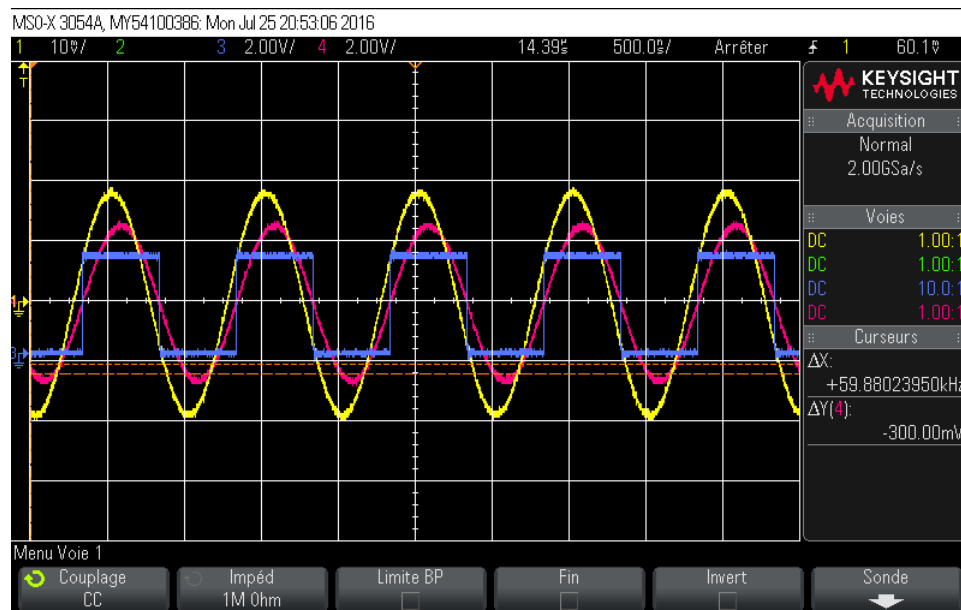 MSO-X 3054A, MY54100386: Mon Jul 25 20:53:06 2016
1 10V/ 2 3 2.00V/ 4 2.00V/ 14.39s 500.0s/ Arrêter 1 60.1V
T
KEYSIGHT
TECHNOLOGIES
Acquisition
Normal
2.00GSa/s
Voies
DC 1.00:1
DC 1.00:1
DC 10.0:1
DC 1.00:1
Curseurs
ΔX:
+59.88023950kHz
ΔY(4):
-300.00mV
3
Menu Voie 1
Couplage Impéd Limite BP Fin Invert Sonde
CC 1M Ohm